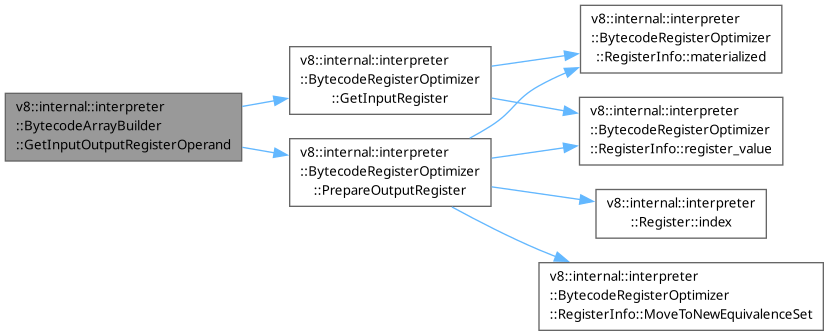 v8::internal::interpreter
::BytecodeArrayBuilder
::GetInputOutputRegisterOperand
v8::internal::interpreter
::BytecodeRegisterOptimizer
::GetInputRegister
v8::internal::interpreter
::BytecodeRegisterOptimizer
::PrepareOutputRegister
v8::internal::interpreter
::BytecodeRegisterOptimizer
::RegisterInfo::materialized
v8::internal::interpreter
::BytecodeRegisterOptimizer
::RegisterInfo::register_value
v8::internal::interpreter
::Register::index
v8::internal::interpreter
::BytecodeRegisterOptimizer
::RegisterInfo::MoveToNewEquivalenceSet